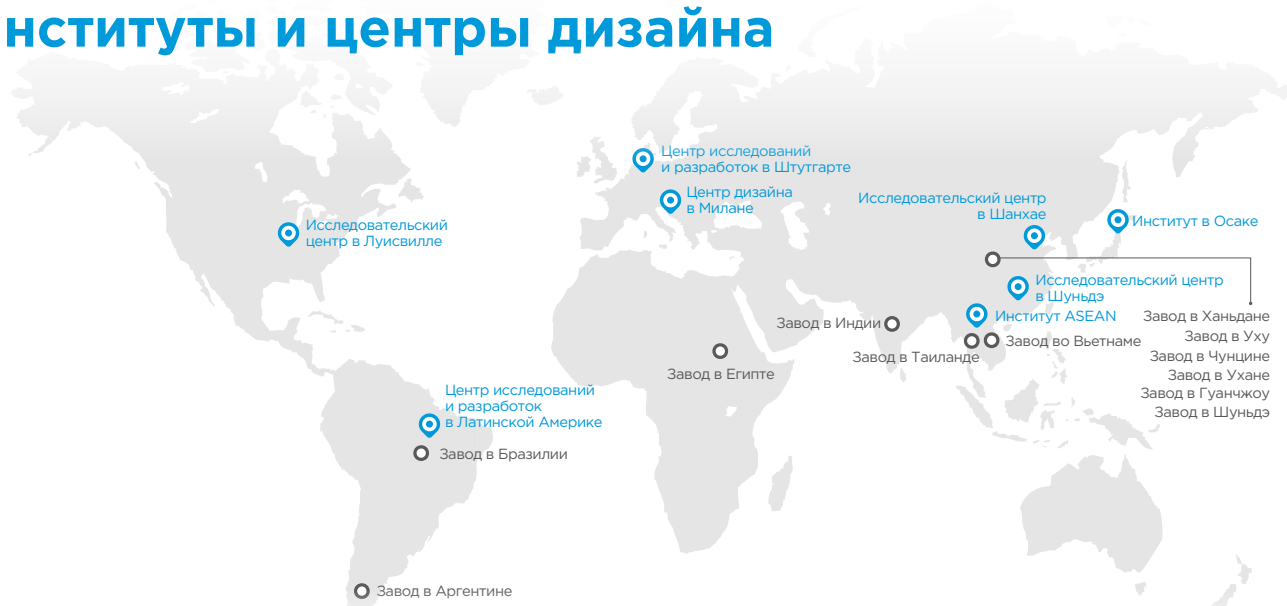 нституты и центры дизайна
Центр исследований
и разработок в Штутгарте
Центр дизайна
в Милане
Исследовательский центр
в Шанхае
Институт в Осаке
Исследовательский
центр в Луисвилле
Исследовательский центр
в Шуньдэ
Институт ASEAN
Завод в Индии
Завод во Вьетнаме
Завод в Таиланде
Завод в Ханьдане
Завод в Уху
Завод в Чунцине
Завод в Ухане
Завод в Гуанчжоу
Завод в Шуньдэ
Завод в Египте
Центр исследований
и разработок
в Латинской Америке
Завод в Бразилии
Завод в Аргентине